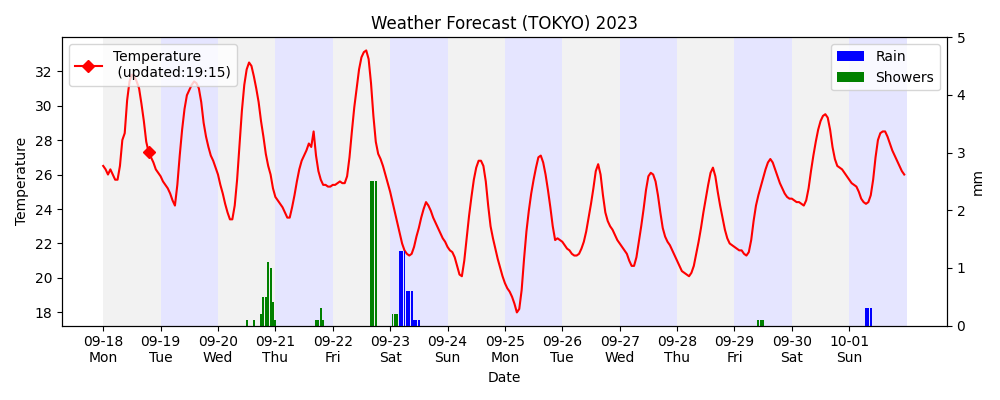 Weather Forecast (TOKYO) 2023
Temperature
(updated:19:15)
Rain
Showers
Temperature
32
30
28
26
24
22
20
18
5
4
3
2
1
0
mm
09-18 09-19 09-20 09-21 09-22 09-23 09-24 09-25 09-26 09-27 09-28 09-29 09-30 10-01
Mon Tue Wed Thu Fri Sat Sun Mon Tue Wed Thu Fri Sat Sun
Date